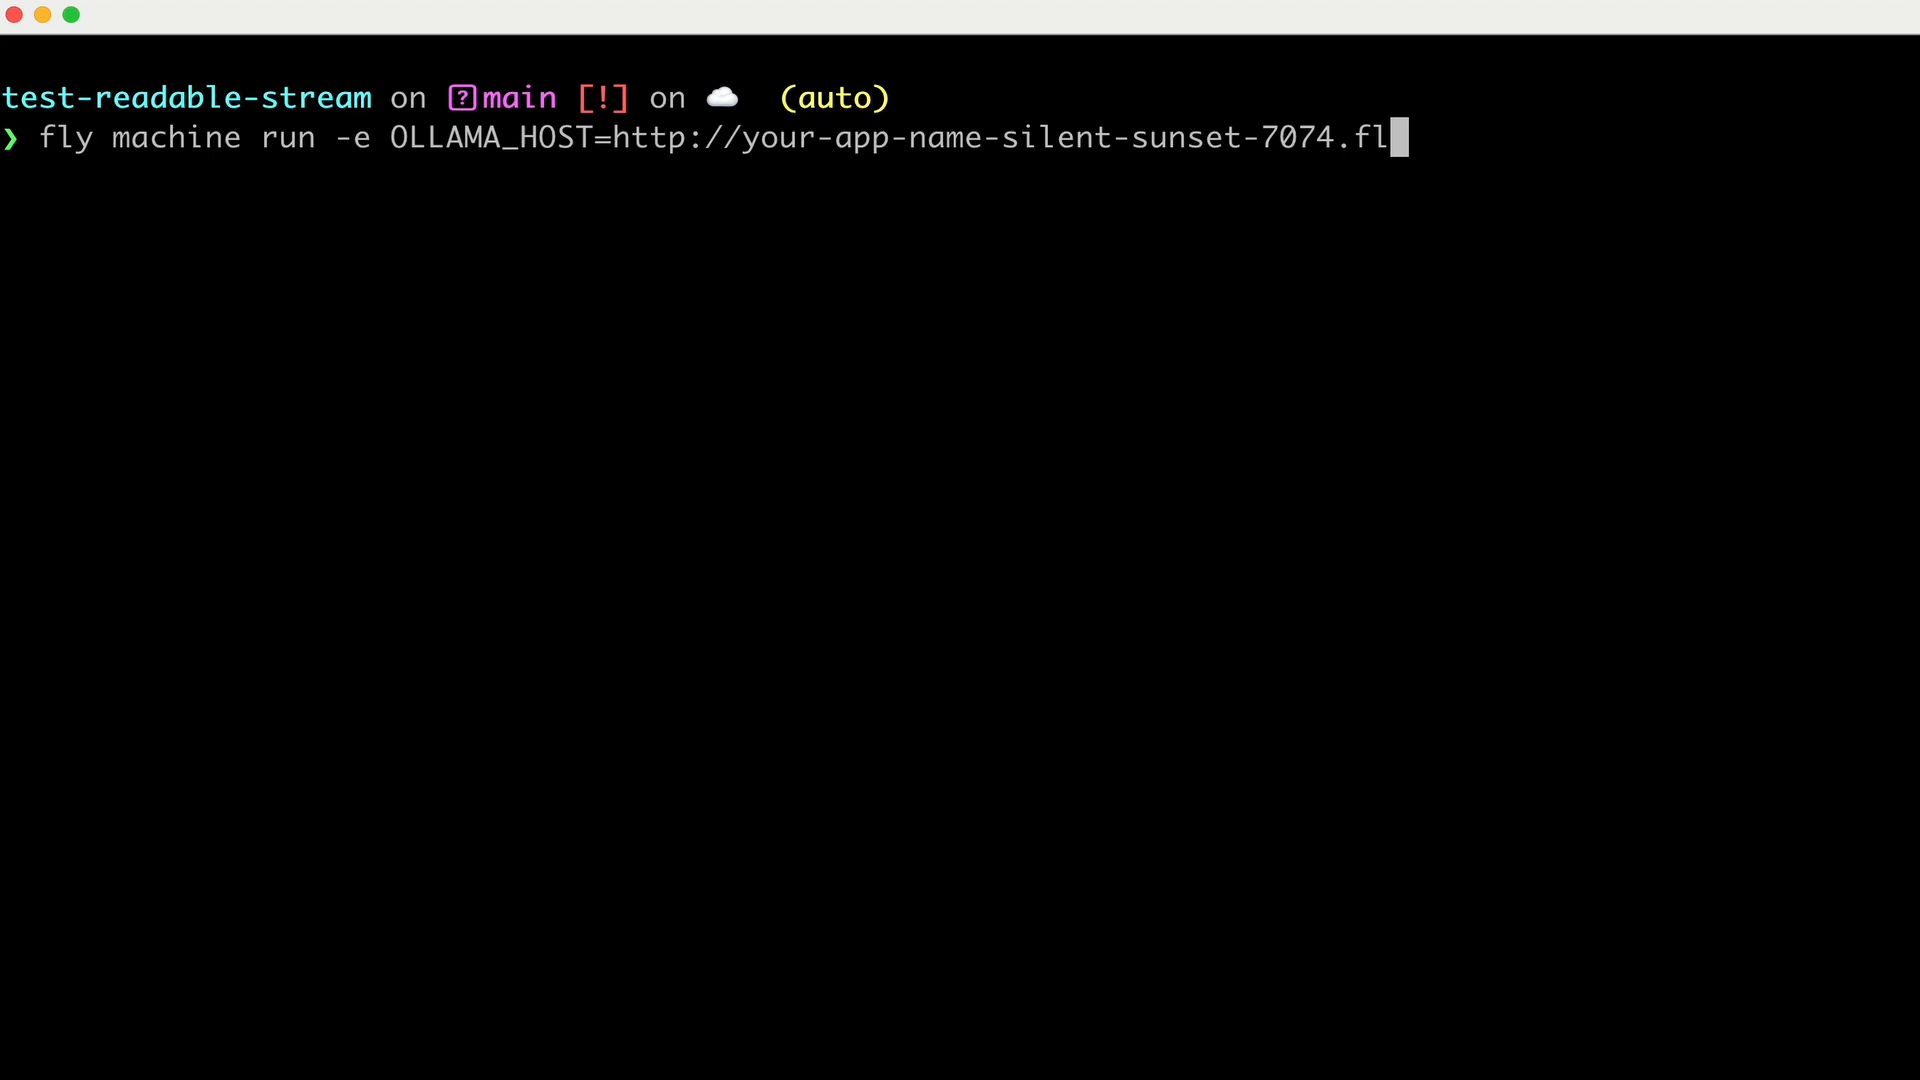 test-readable-stream on ?main [!] on ☁️ (auto)
❯ fly machine run -e OLLAMA_HOST=http://your-app-name-silent-sunset-7074.fl